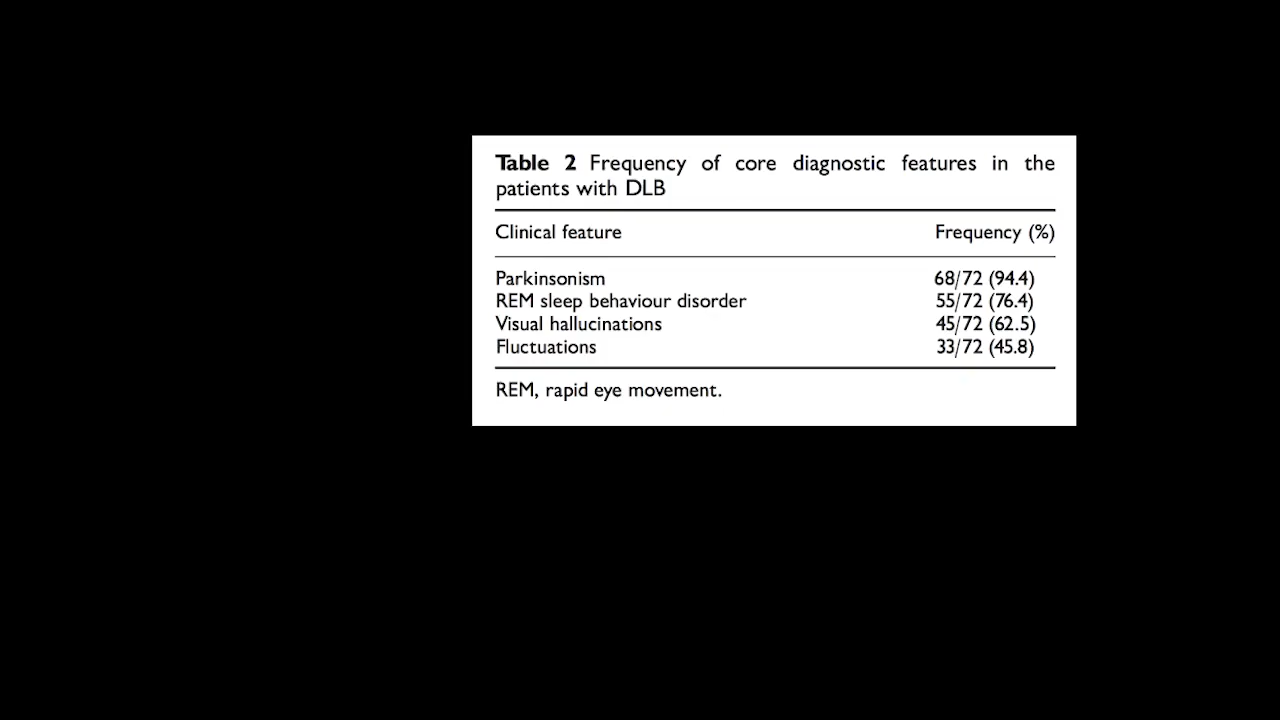 Table 2 Frequency of core diagnostic features in the
patients with DLB
Clinical feature Frequency (%)
Parkinsonism 68/72 (94.4)
REM sleep behaviour disorder 55/72 (76.4)
Visual hallucinations 45/72 (62.5)
Fluctuations 33/72 (45.8)
REM, rapid eye movement.